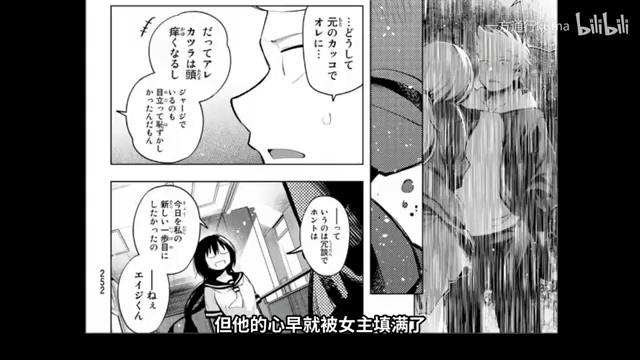 bilibili
…どうして
元のカッコで
オレに…
だってアレ
カツラは頭
痒くなるし
ジャージで
いるのも
目立って恥ずかし
かったんだもん
――って
いうのは冗談で
ホントは
今日を私の
新しい一歩目に
したかったの
――ねぇ
エイジくん
252
但他的心早就被女主填满了